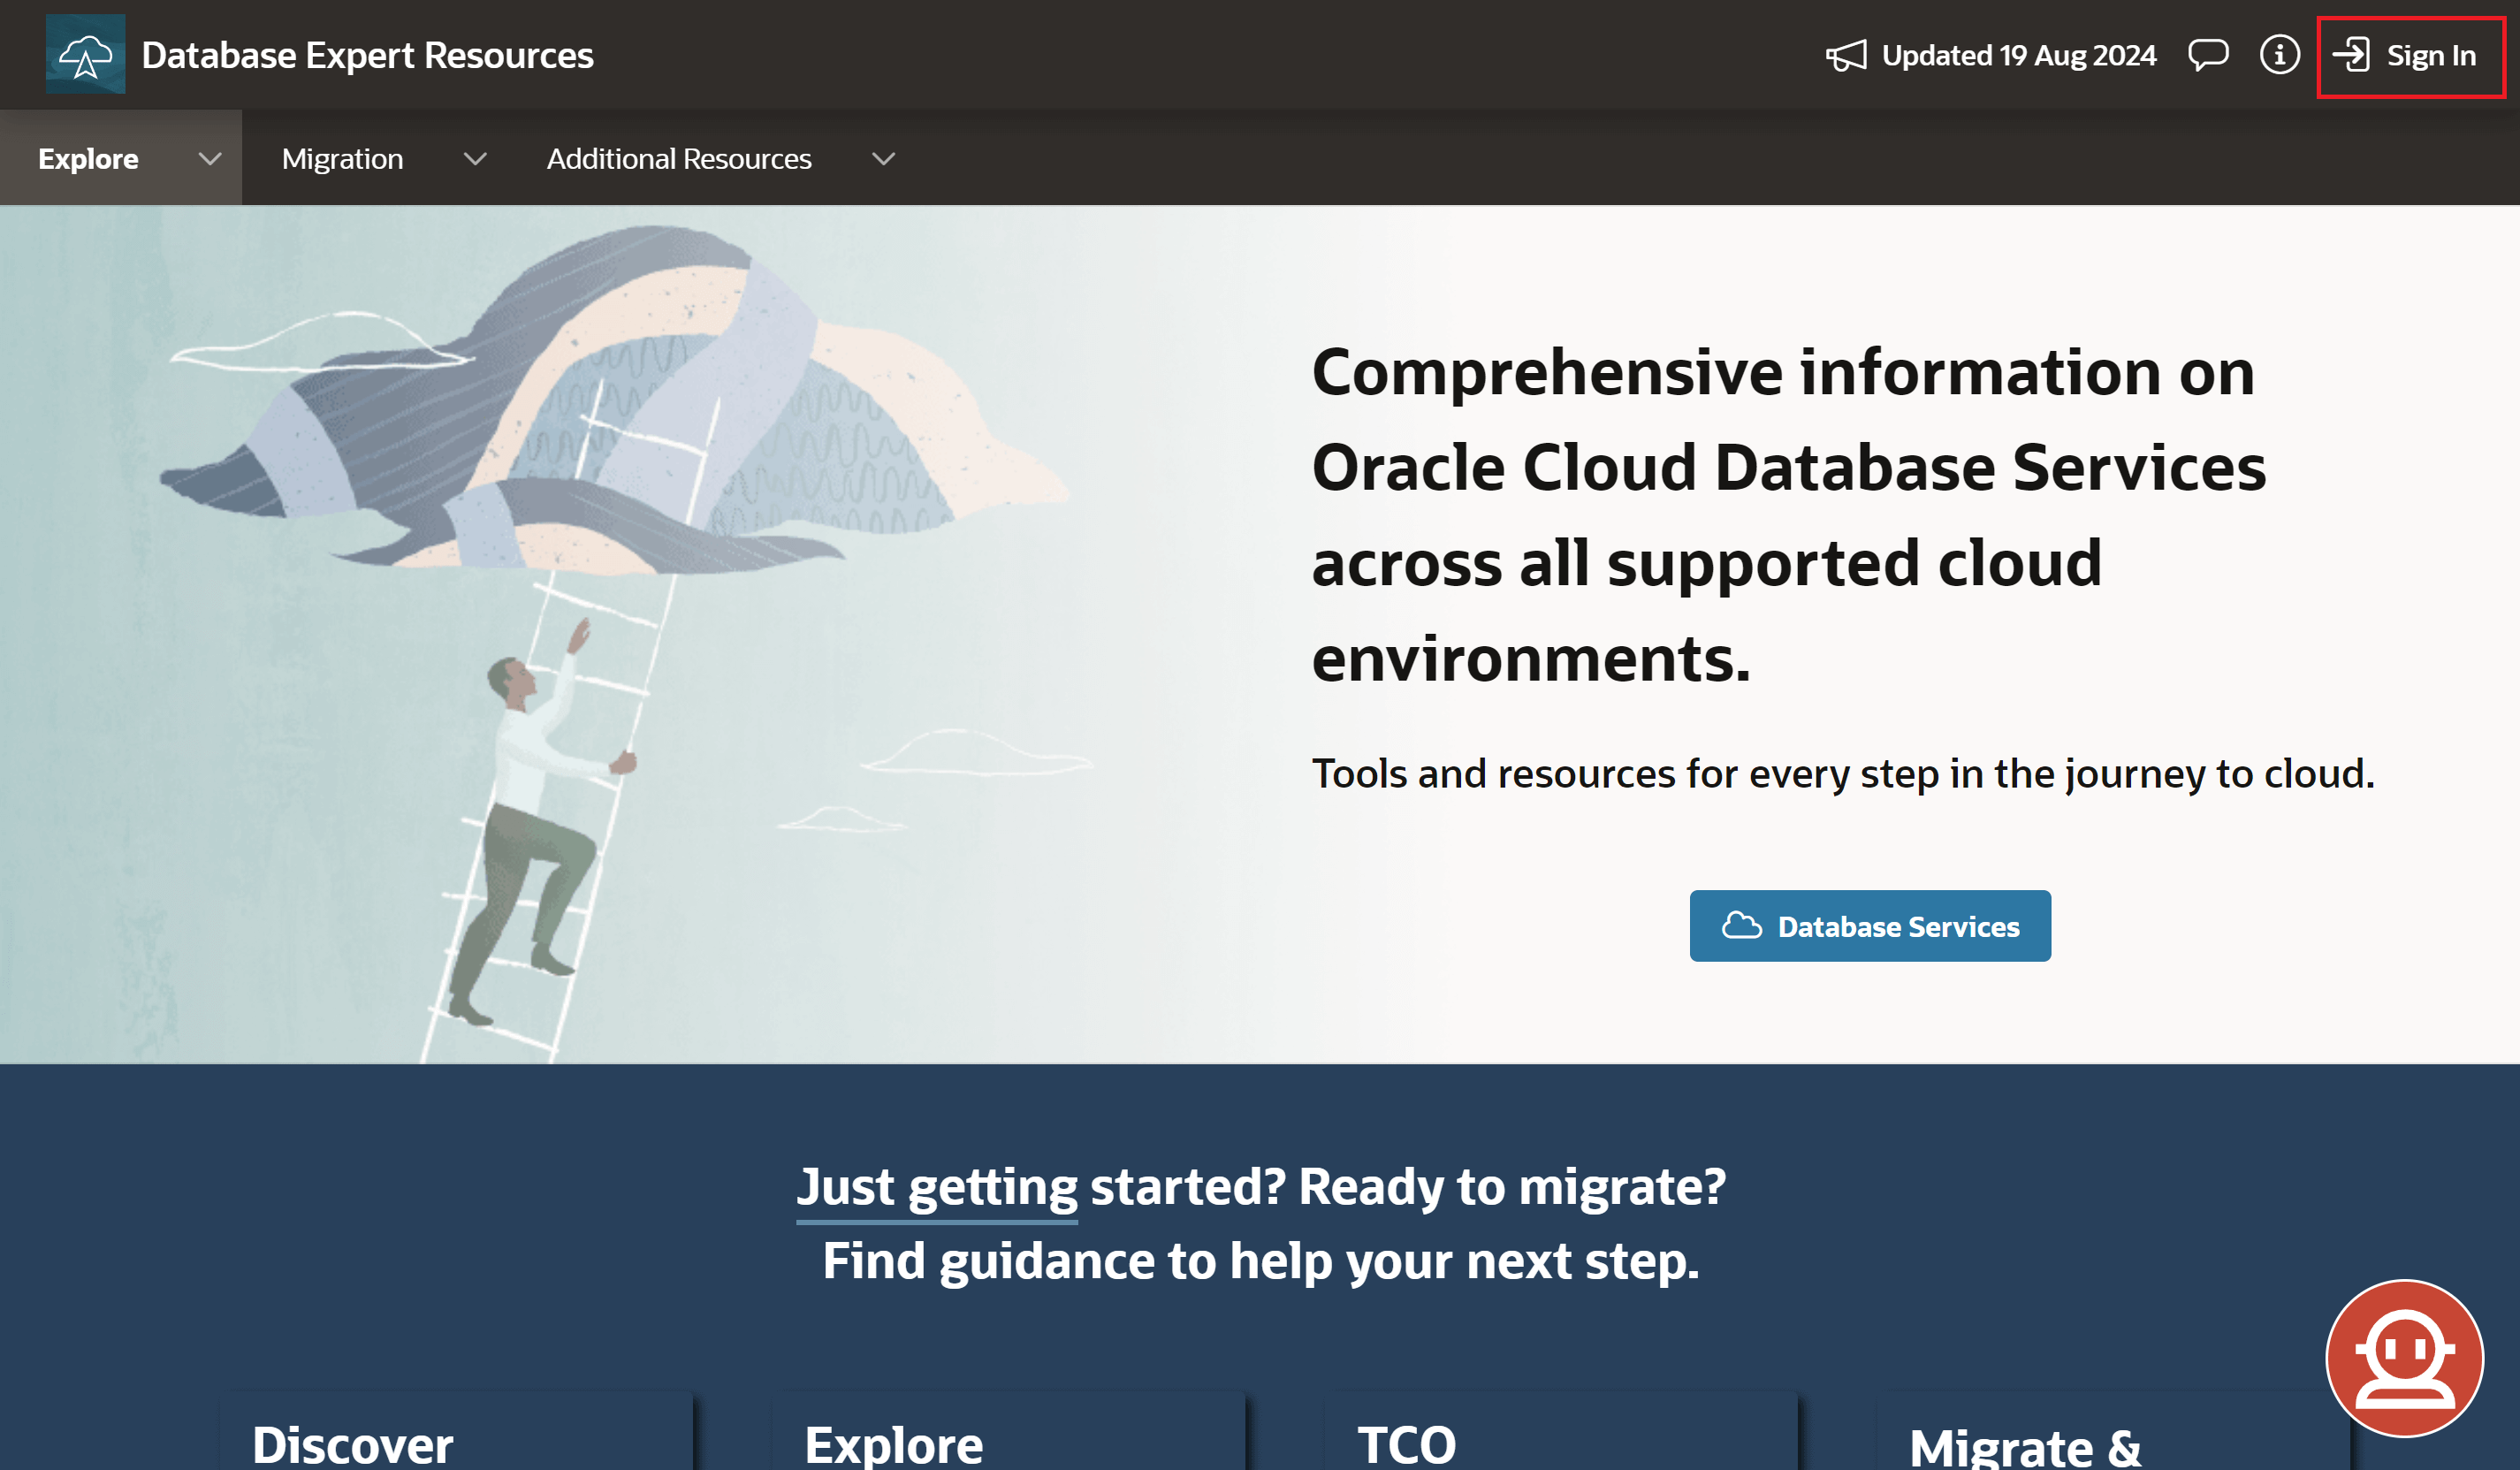 Database Expert Resources
Updated 19 Aug 2024
Sign In
Explore
Migration
Additional Resources
Comprehensive information on
Oracle Cloud Database Services
across all supported cloud
environments.
Tools and resources for every step in the journey to cloud.
Database Services
Just getting started? Ready to migrate?
Find guidance to help your next step.
Discover
Explore
TCO
Migrate &